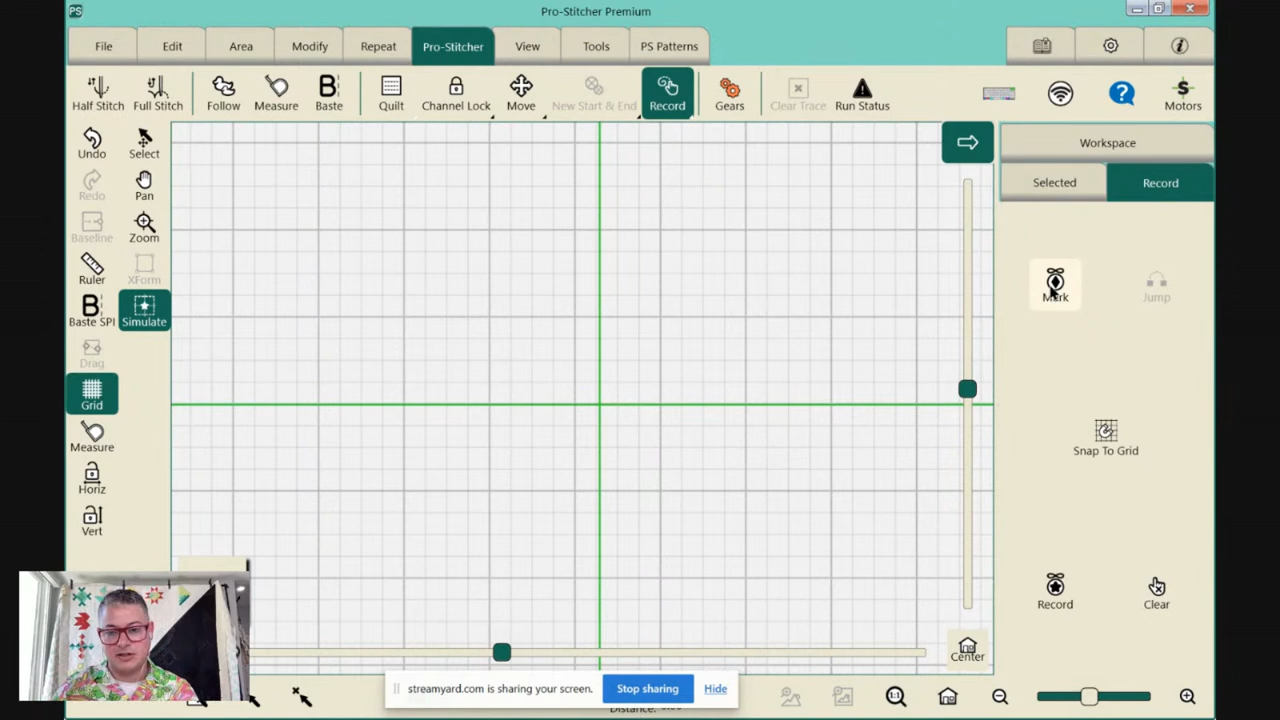 PS
Pro-Stitcher Premium
File
Edit
Area
Modify
Repeat
Pro-Stitcher
View
Tools
PS Patterns
Half Stitch
Full Stitch
Follow
Measure
Baste
Quilt
Channel Lock
Move
New Start & End
Record
Gears
Clear Trace
Run Status
Motors
Undo
Select
Workspace
Redo
Pan
Selected
Record
Baseline
Zoom
Ruler
XForm
Mark
Jump
Baste SPI
Simulate
Drag
Grid
Measure
Snap To Grid
Horiz
Vert
Record
Clear
Center
streamyard.com is sharing your screen.
Stop sharing
Hide
1:1